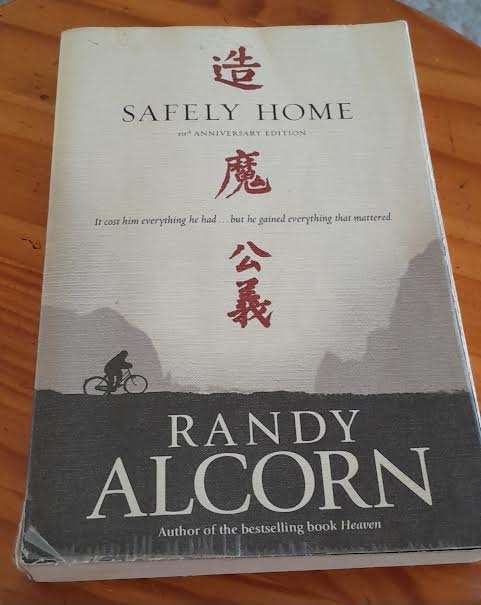 造
SAFELY HOME
10th ANNIVERSARY EDITION
魔
It cost him everything he had . . . but he gained everything that mattered.
公
義
RANDY
ALCORN
Author of the bestselling book Heaven